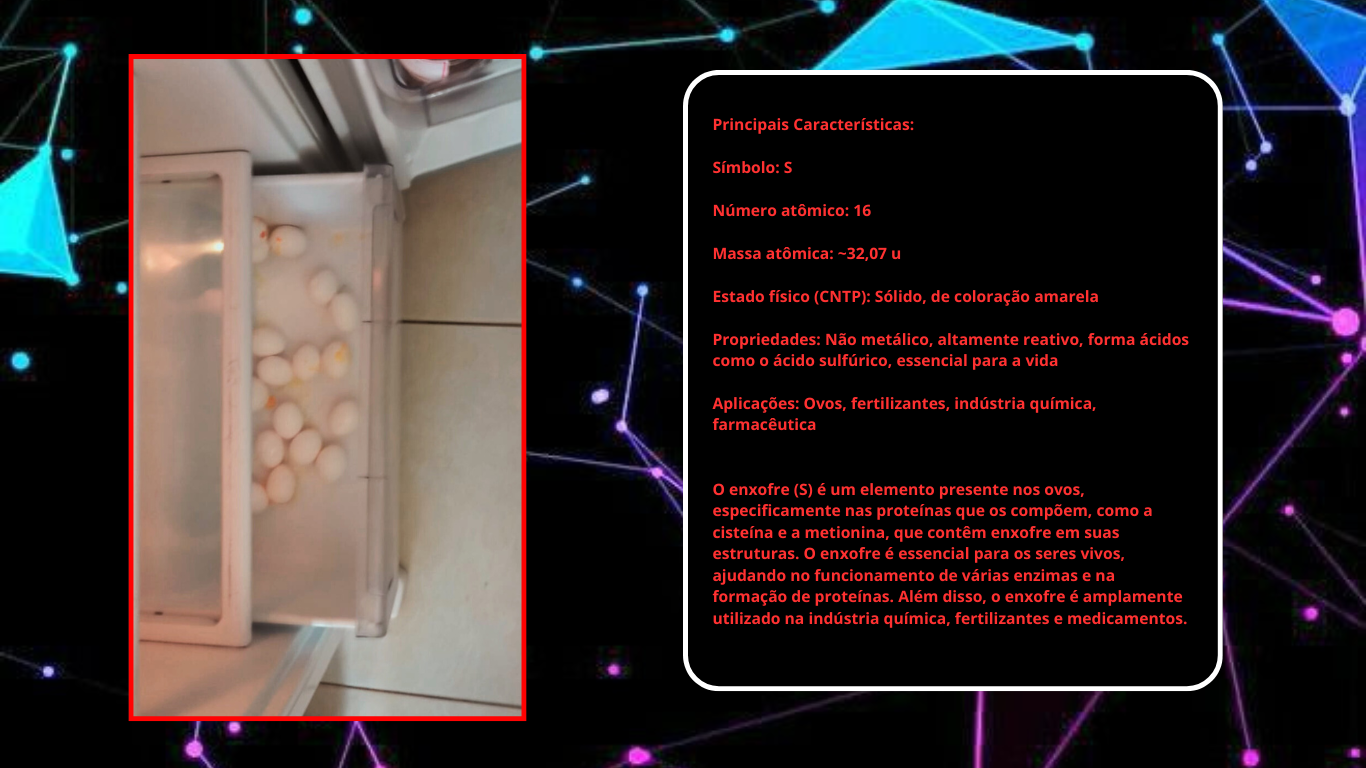 Principais Características:
Símbolo: S
Número atômico: 16
Massa atômica: ~32,07 u
Estado físico (CNTP): Sólido, de coloração amarela
Propriedades: Não metálico, altamente reativo, forma ácidos
como o ácido sulfúrico, essencial para a vida
Aplicações: Ovos, fertilizantes, indústria química,
farmacêutica
O enxofre (S) é um elemento presente nos ovos,
especificamente nas proteínas que os compõem, como a
cisteína e a metionina, que contêm enxofre em suas
estruturas. O enxofre é essencial para os seres vivos,
ajudando no funcionamento de várias enzimas e na
formação de proteínas. Além disso, o enxofre é amplamente
utilizado na indústria química, fertilizantes e medicamentos.